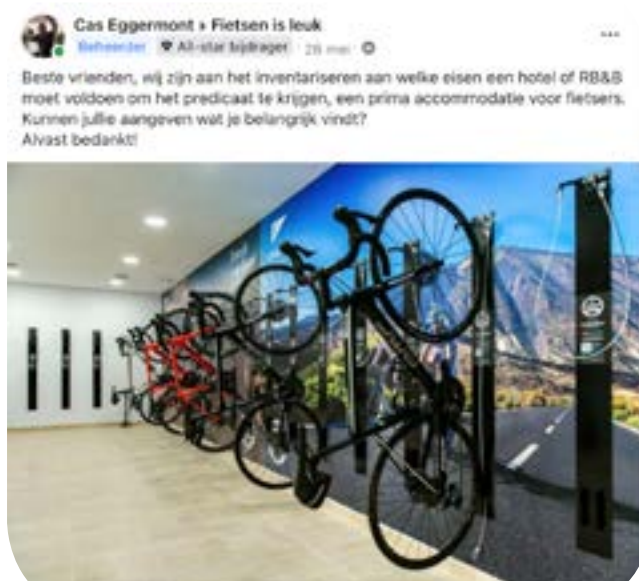 Cas Eggermont ▸ Fietsen is leuk
Beheerder All-star bijdrager 28 mei
Beste vrienden, wij zijn aan het inventariseren aan welke eisen een hotel of RB&B
moet voldoen om het predicaat te krijgen, een prima accommodatie voor fietsers.
Kunnen jullie aangeven wat je belangrijk vindt?
Alvast bedankt!